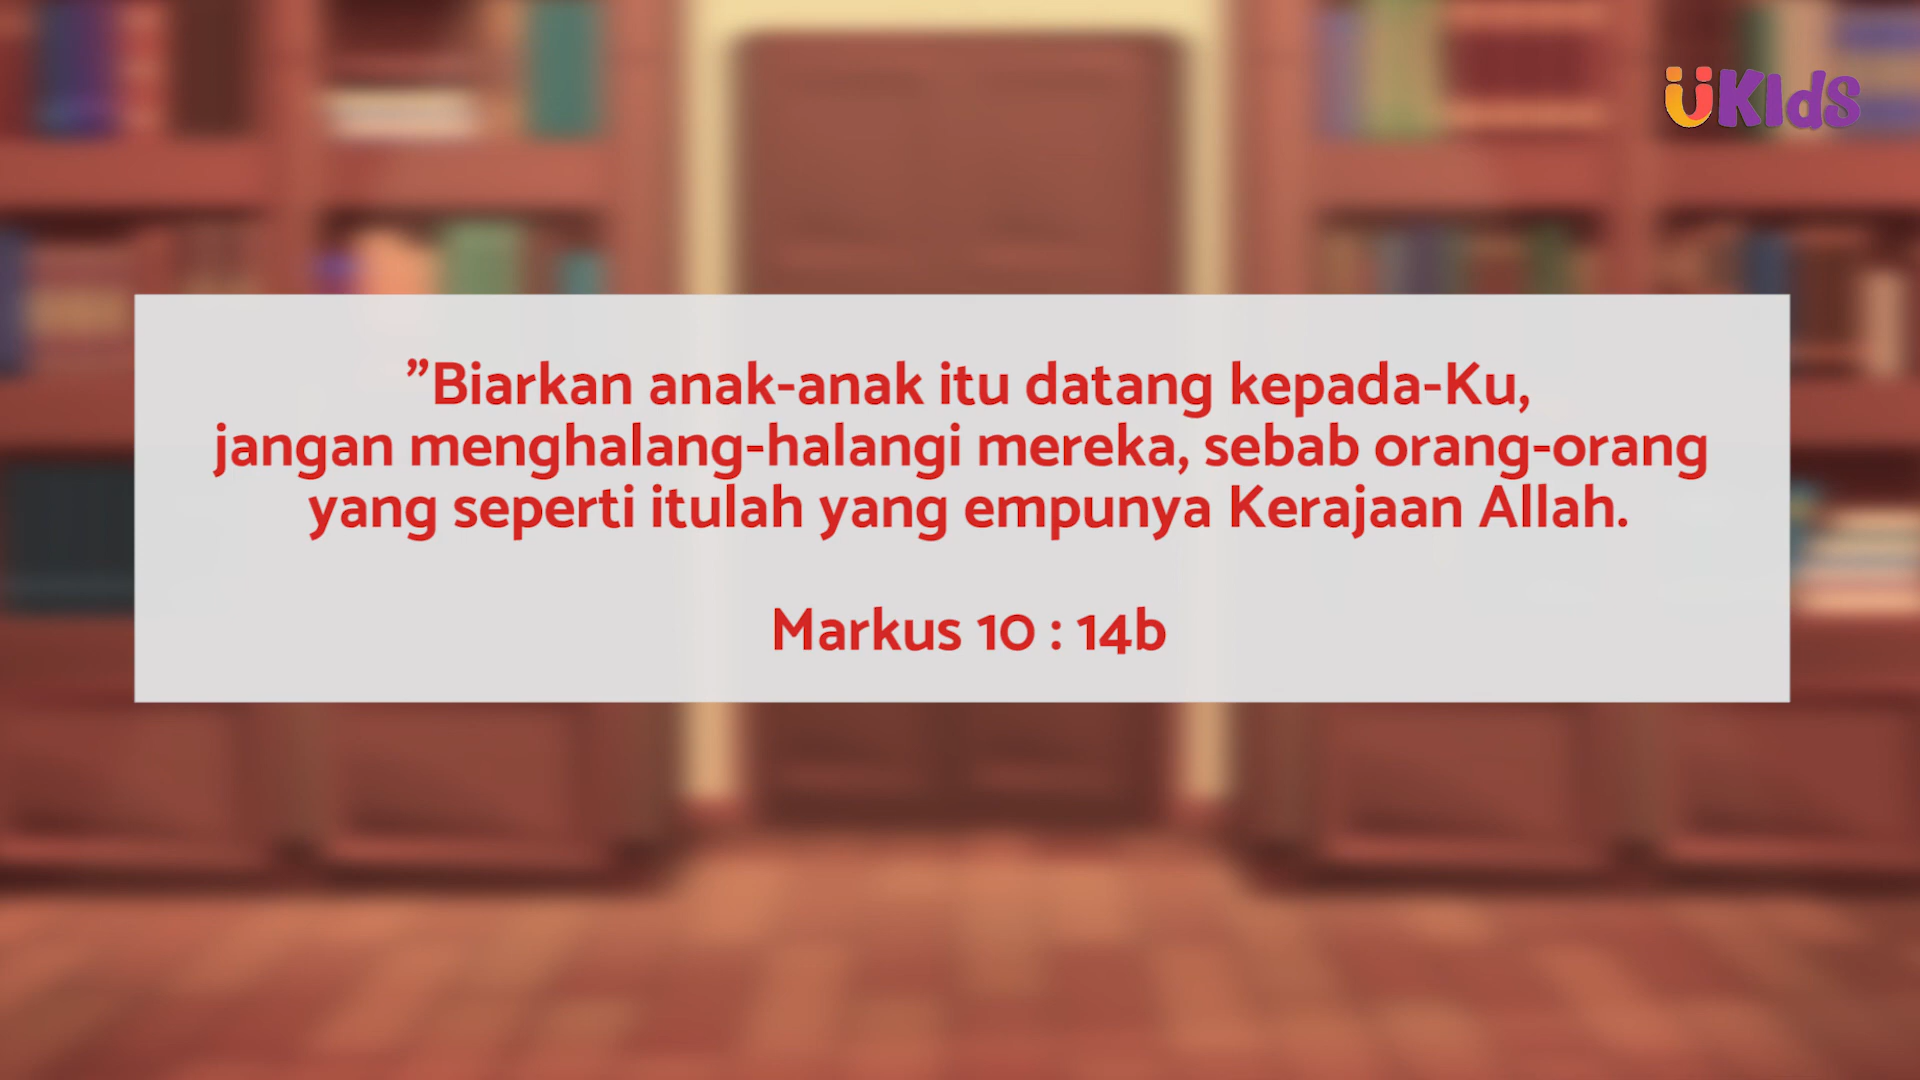 ÜKIdS
”Biarkan anak-anak itu datang kepada-Ku,
jangan menghalang-halangi mereka, sebab orang-orang
yang seperti itulah yang empunya Kerajaan Allah.
Markus 10 : 14b